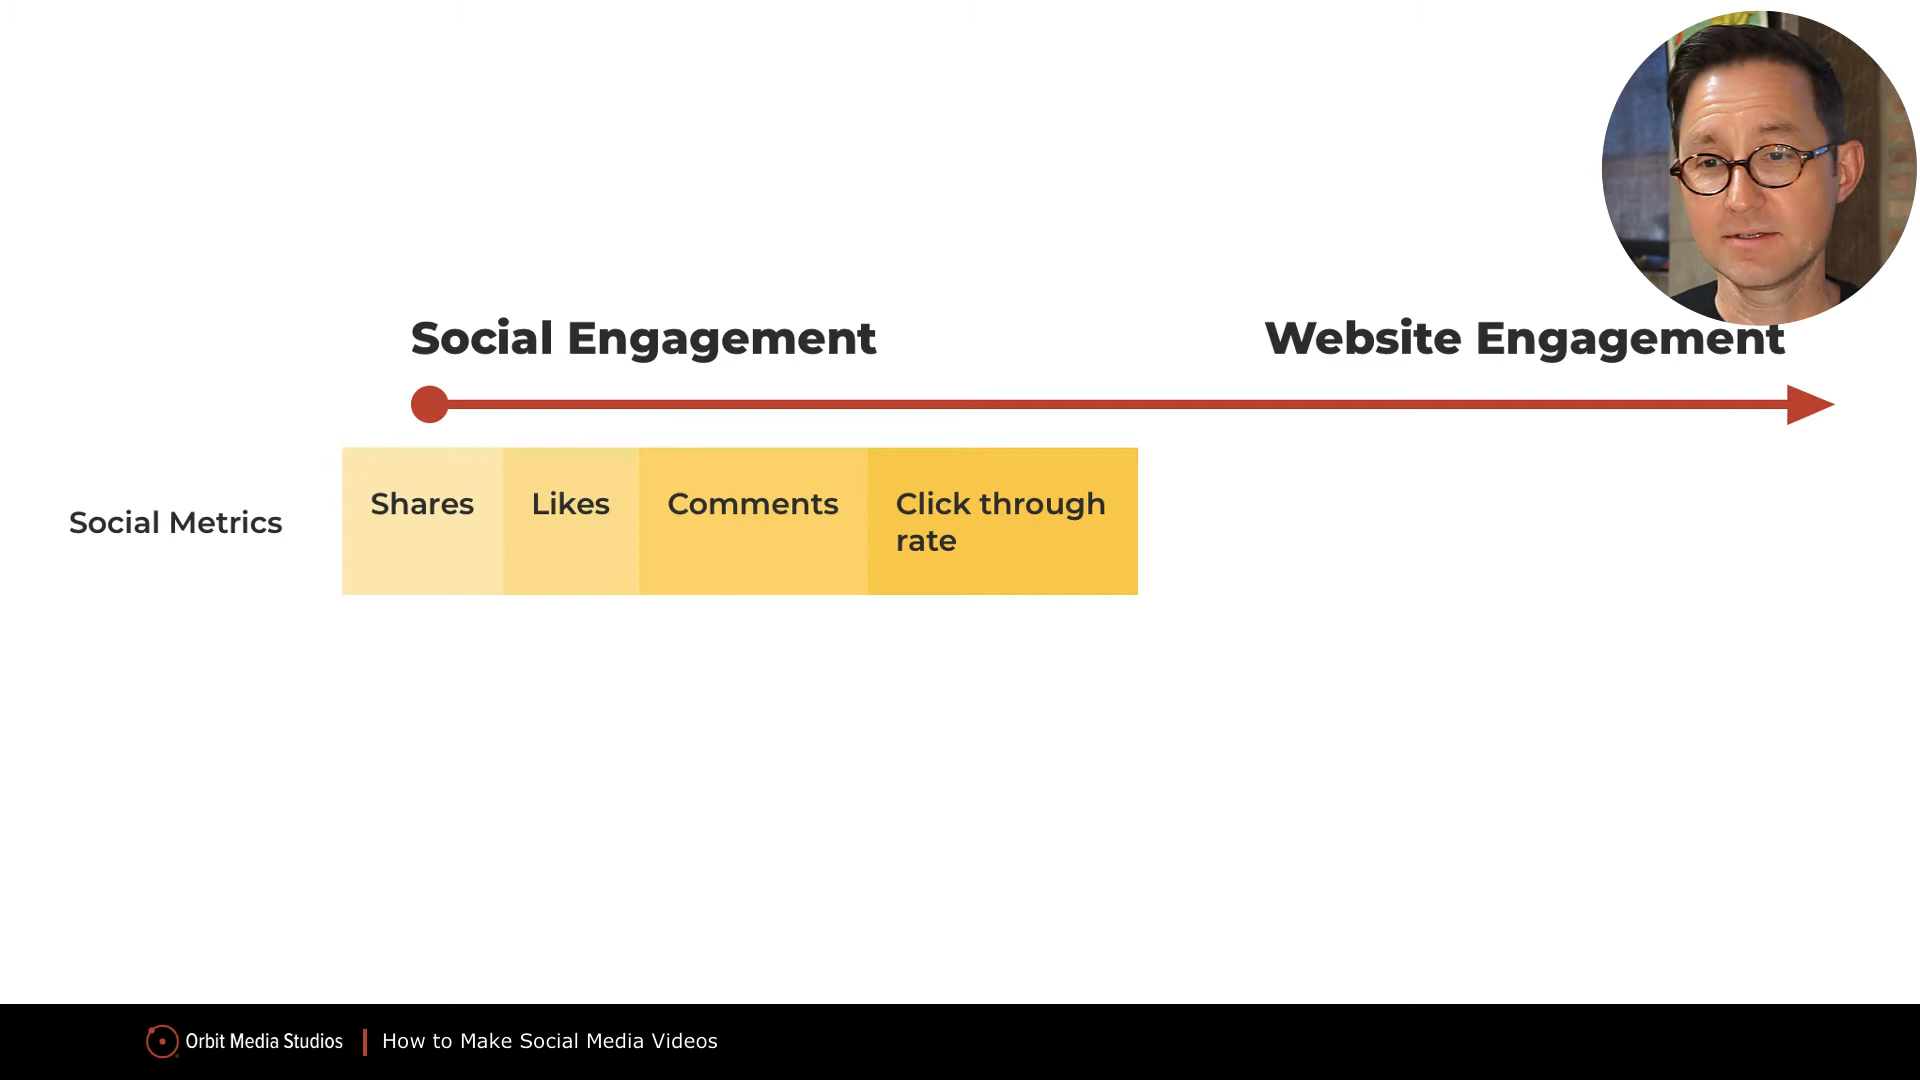 Social Engagement
Website Engagement
Social Metrics
Shares
Likes
Comments
Click through
rate
Orbit Media Studios
How to Make Social Media Videos